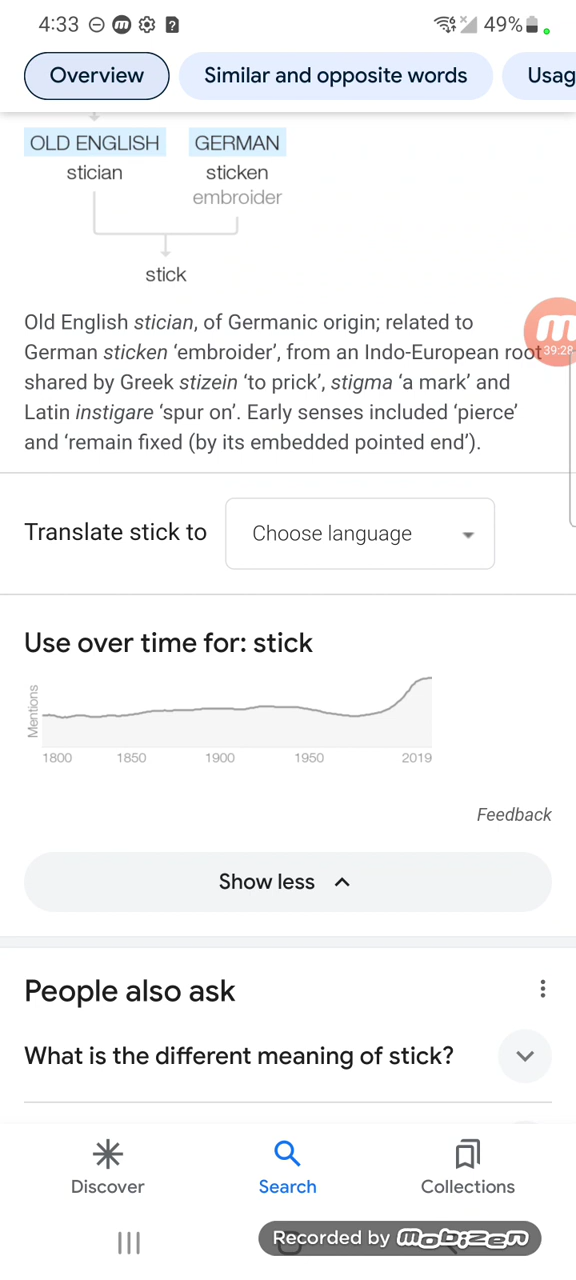 4:33 49%
Overview Similar and opposite words Usag
OLD ENGLISH GERMAN
stician sticken
embroider
stick
Old English stician, of Germanic origin; related to
German sticken ‘embroider’, from an Indo-European root
shared by Greek stizein ‘to prick’, stigma ‘a mark’ and
Latin instigare ‘spur on’. Early senses included ‘pierce’
and ‘remain fixed (by its embedded pointed end’).
39:28
Translate stick to Choose language
Use over time for: stick
Mentions
1800 1850 1900 1950 2019
Feedback
Show less
People also ask
What is the different meaning of stick?
Discover Search Collections
Recorded by mobizen